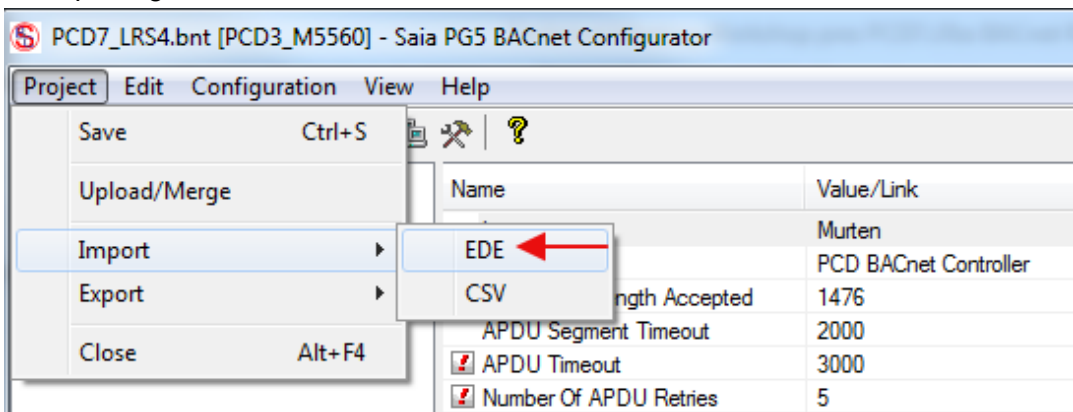 PCD7_LRS4.bnt [PCD3_M5560] - Saia PG5 BACnet Configurator
Project Edit Configuration View Help
Save Ctrl+S
Upload/Merge
Import
Export
Close Alt+F4
EDE
CSV
Name Value/Link
Murten
PCD BACnet Controller
ngth Accepted 1476
APDU Segment Timeout 2000
APDU Timeout 3000
Number Of APDU Retries 5